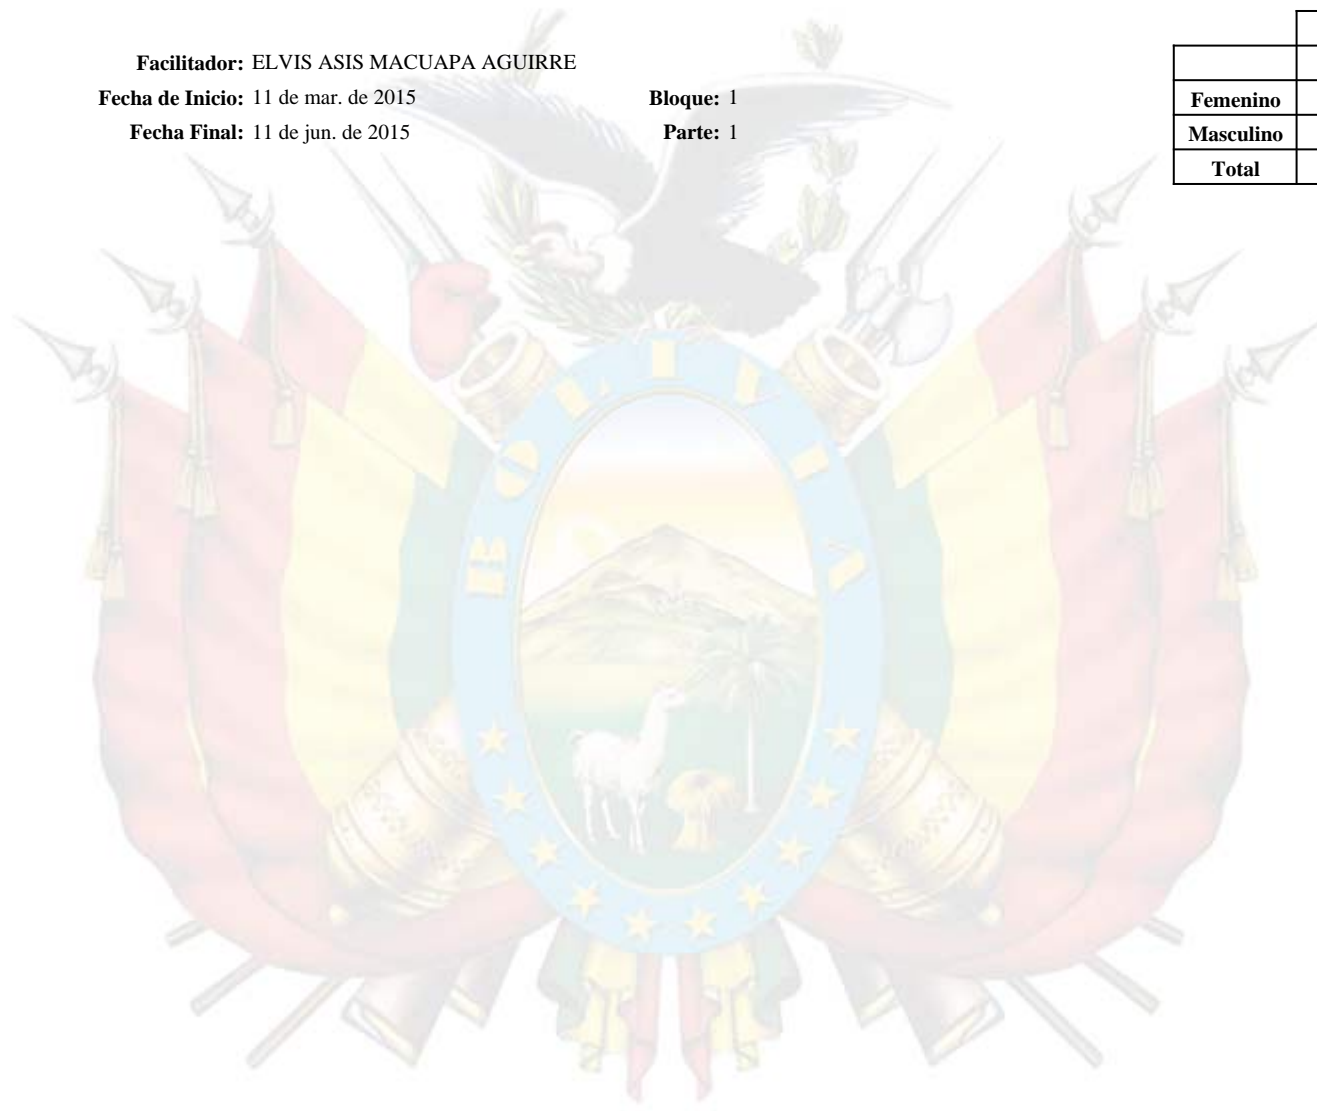 Facilitador: ELVIS ASIS MACUAPA AGUIRRE
Fecha de Inicio: 11 de mar. de 2015 Bloque: 1
Fecha Final: 11 de jun. de 2015 Parte: 1
Femenino
Masculino
Total
BOLIVIA